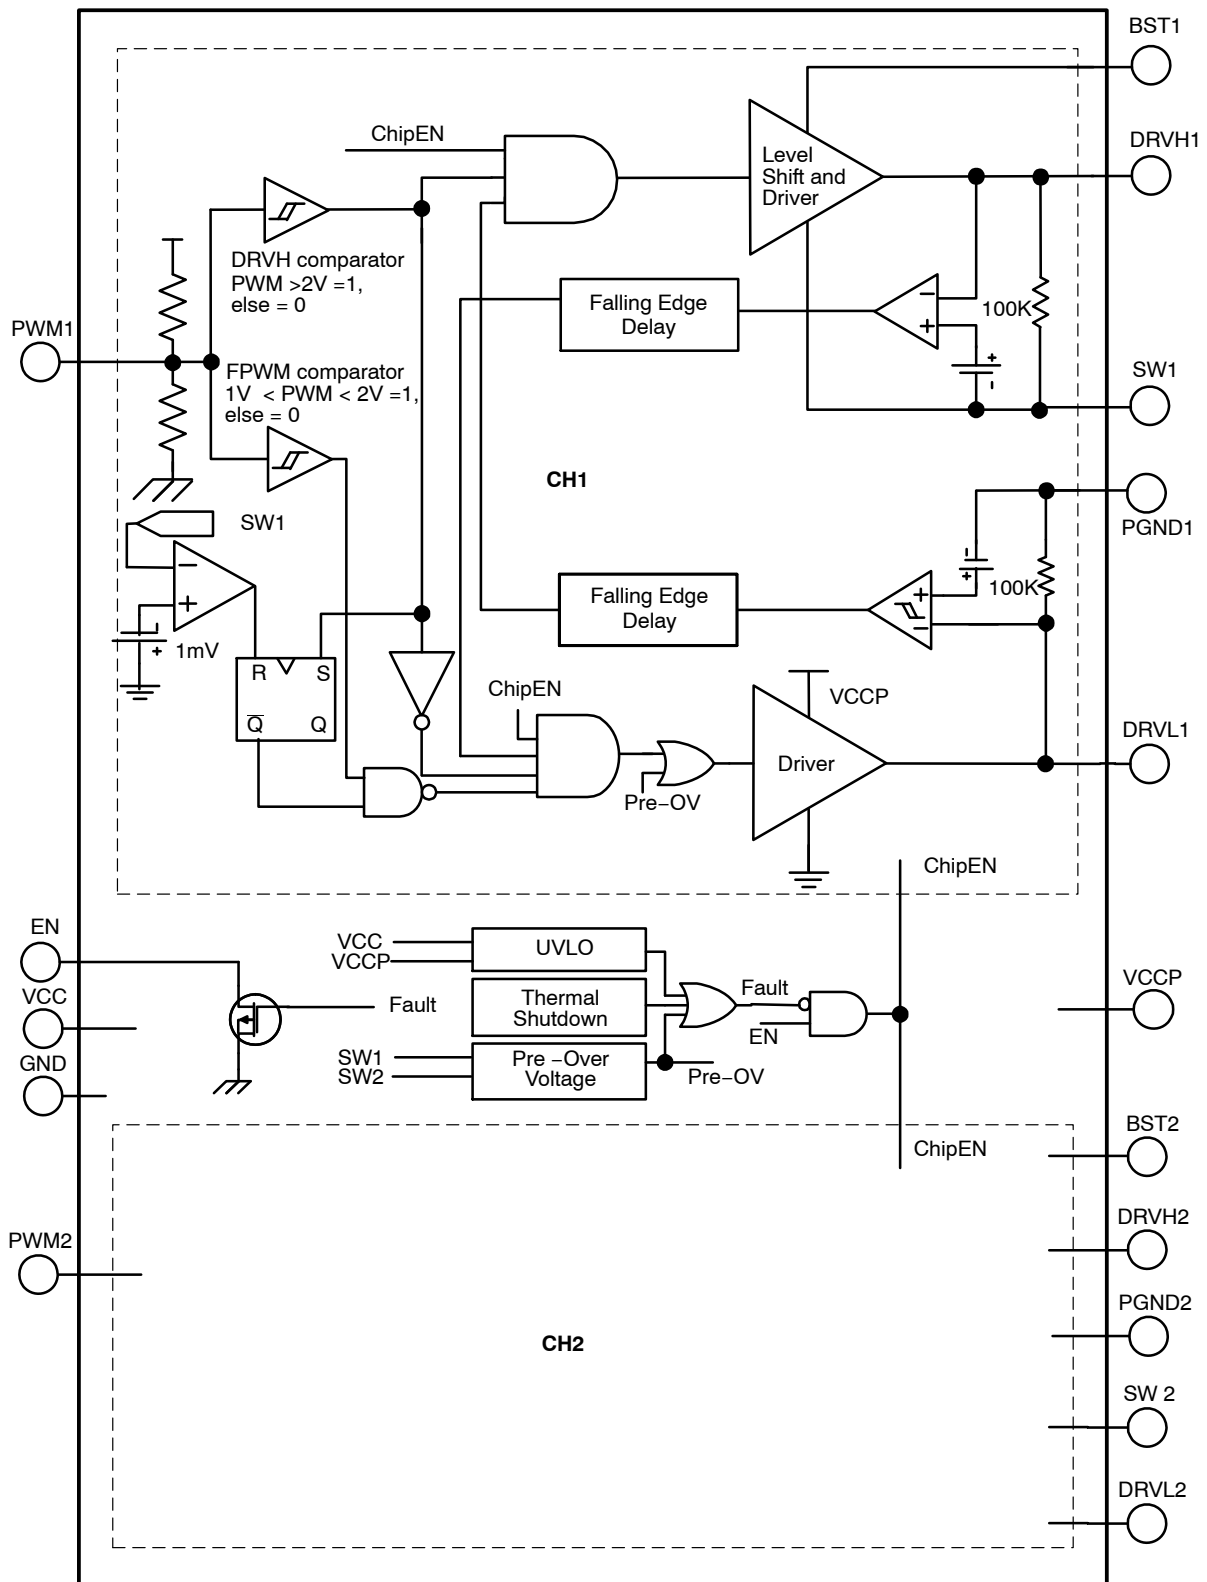 BST1
ChipEN
DRVH1
Level
Shift and
Driver
DRVH comparator
PWM >2V =1,
else = 0
Falling Edge
Delay
−
+
100K
+
-
PWM1
FPWM comparator
1V < PWM < 2V =1,
else = 0
SW1
CH1
PGND1
SW1
−
+
-
+
1mV
Falling Edge
Delay
+
−
-
+
100K
R
S
Q
Q
ChipEN
VCCP
DRVL1
Driver
Pre−OV
ChipEN
EN
VCC
VCCP
UVLO
VCC
Fault
Thermal
Shutdown
Fault
EN
VCCP
GND
SW1
SW2
Pre −Over
Voltage
Pre−OV
BST2
ChipEN
DRVH2
PWM2
PGND2
CH2
SW 2
DRVL2